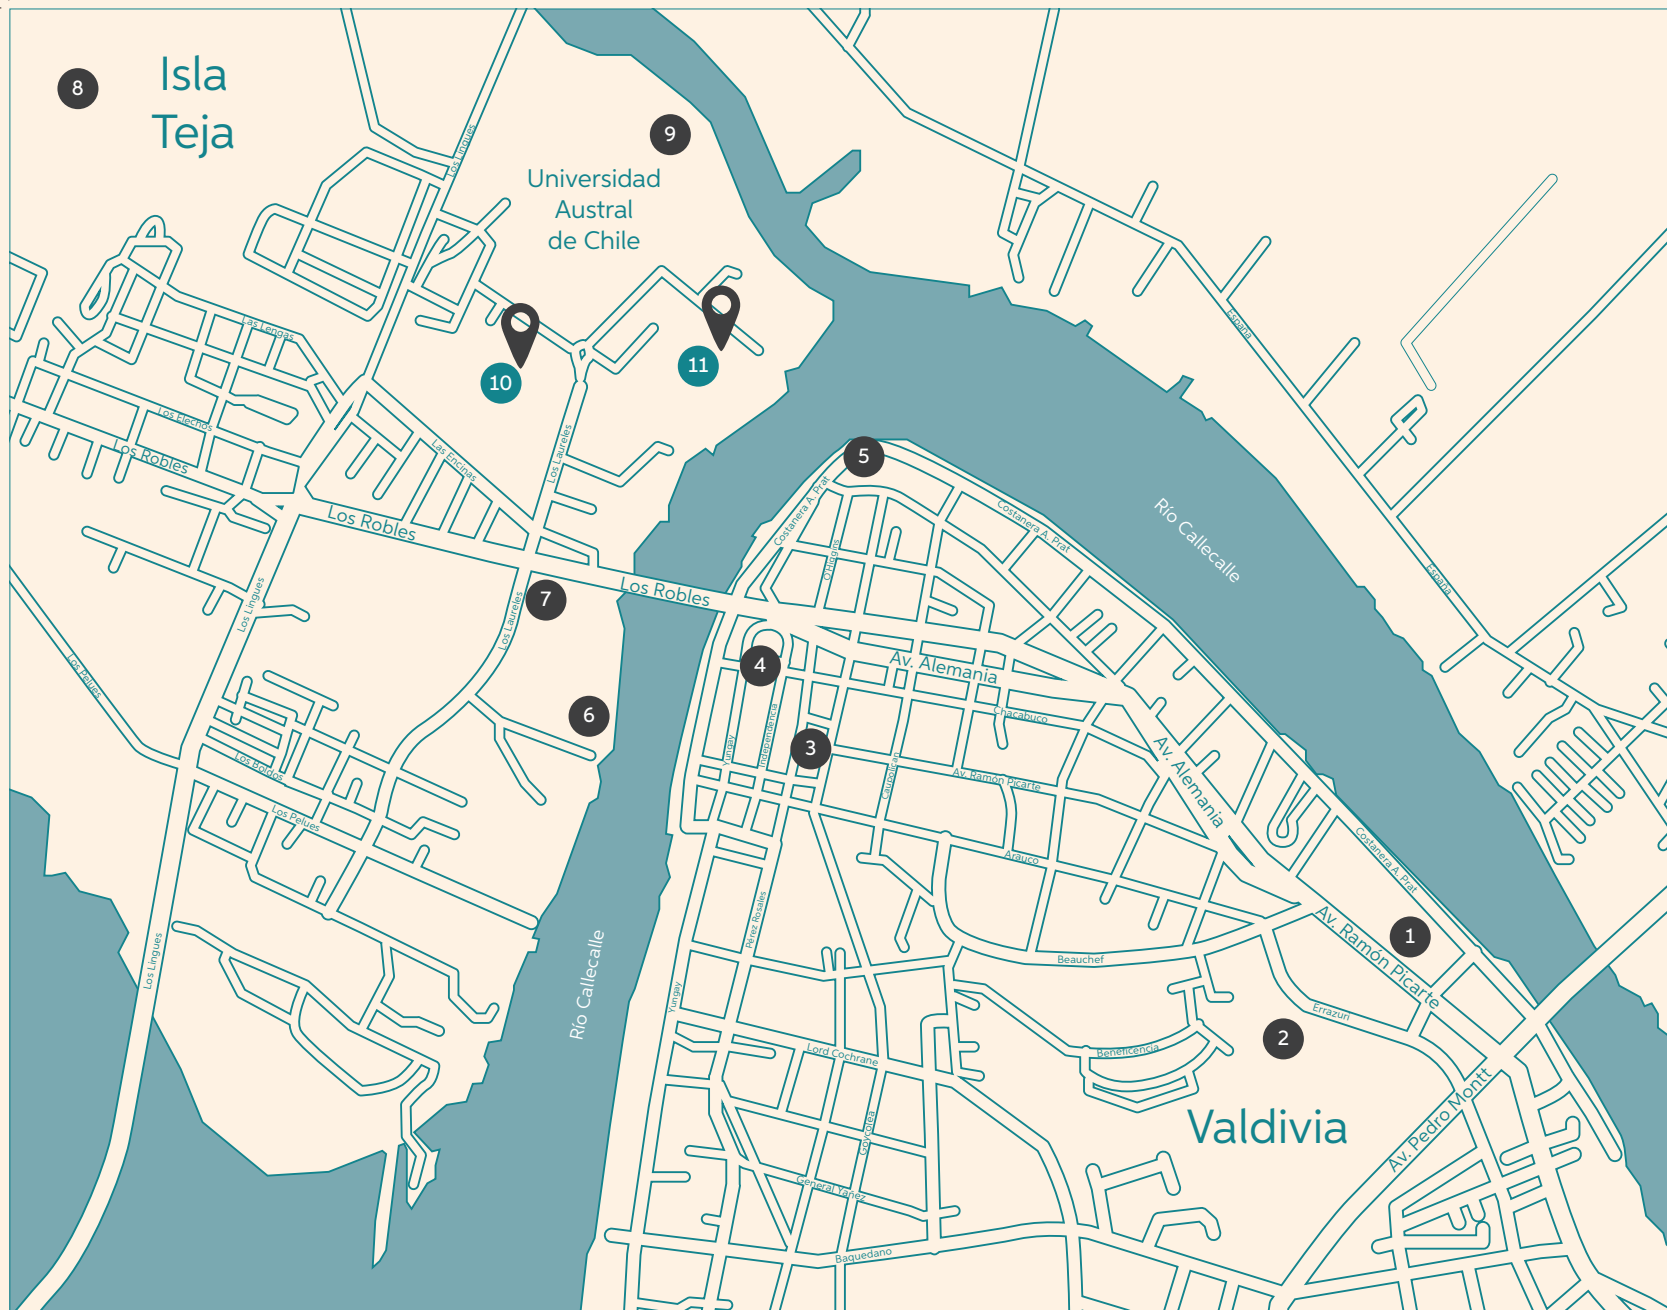 8
Isla
Teja
9
Los Lingues
Universidad
Austral
de Chile
10
11
Las Lengas
España
Los Elechos
Los Robles
Las Encinas
Los Laureles
5
Costanera A. Prat
Costanera A. Prat
Río Callecalle
Los Robles
O'Higgins
España
Los Lingues
Los Laureles
7
Los Robles
Los Pelues
4
Av. Alemania
6
Yungay
Independencia
3
Chacabuco
Caupolican
Av. Ramón Picarte
Av. Alemania
Los Boldos
Los Pelues
Arauco
Costanera A. Prat
Pérez Rosales
Los Lingues
Río Callecalle
Beauchef
1
Av. Ramón Picarte
Yungay
Errazuri
2
Lord Cochrane
Beneficencia
Valdivia
Goycolea
Av. Pedro Montt
General Yañez
Baquedano